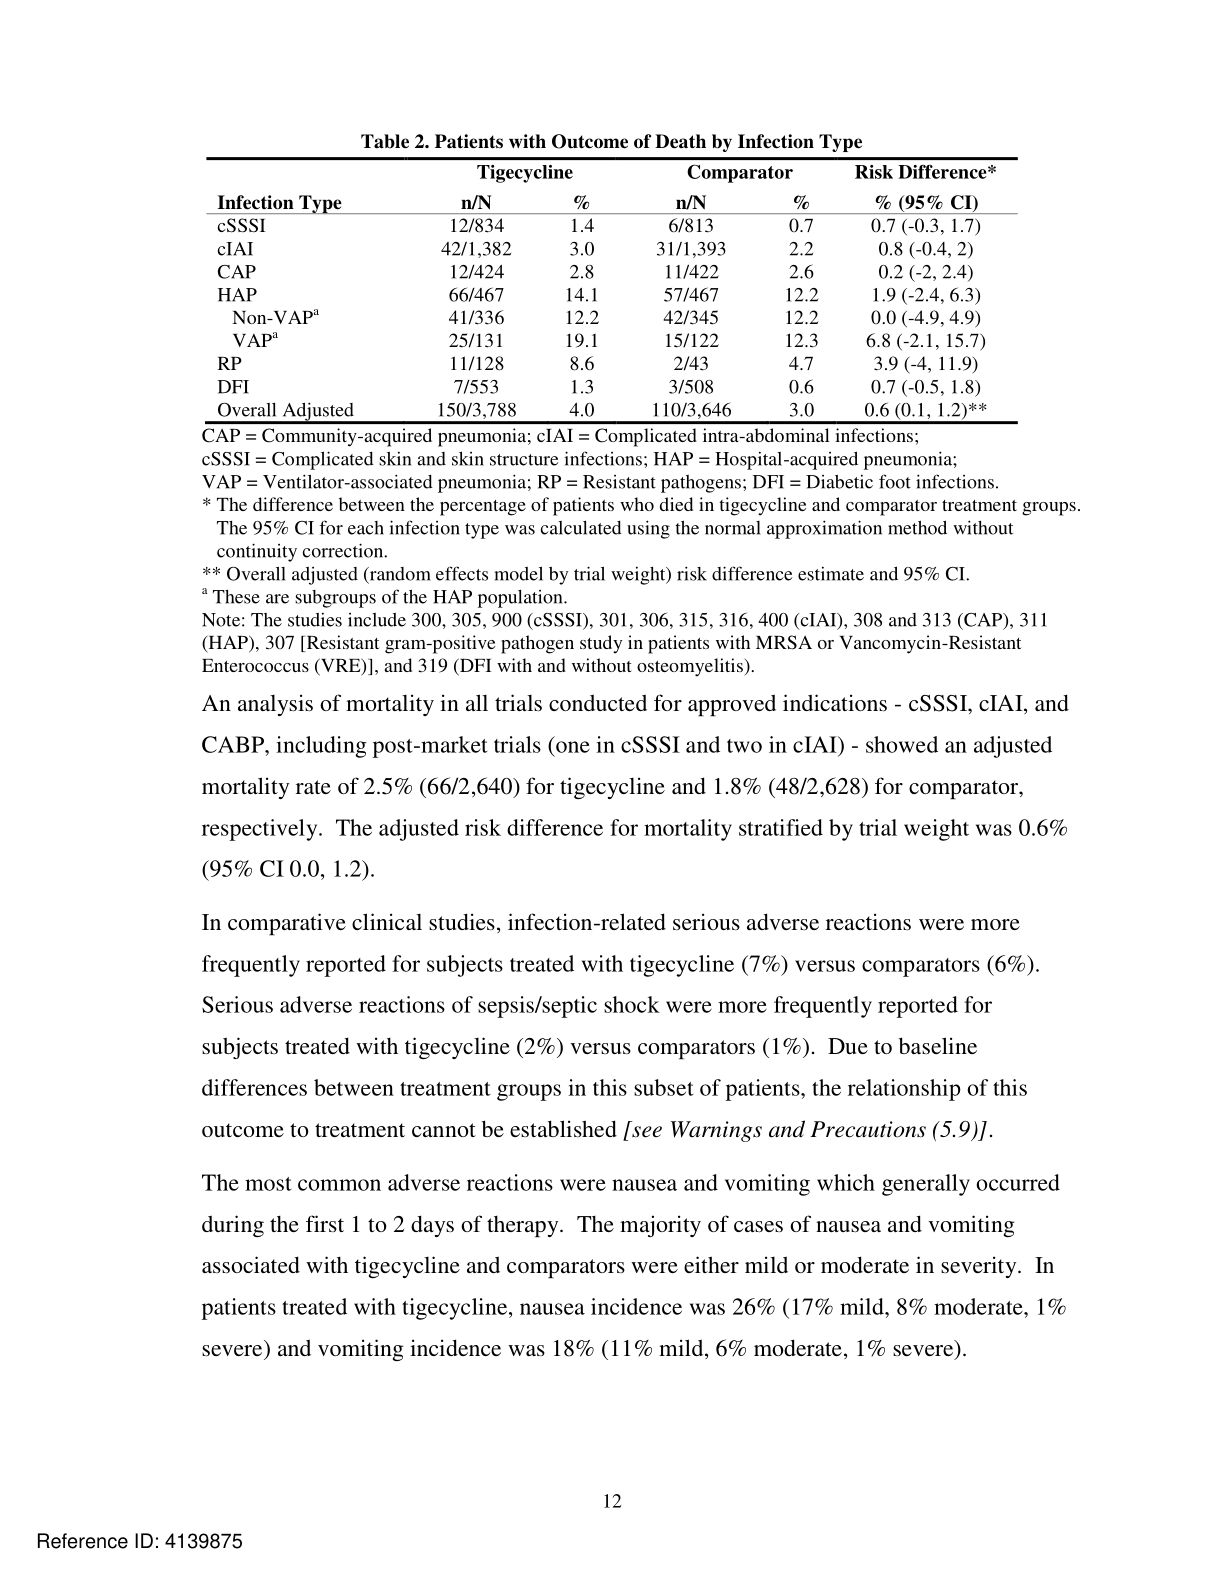 Table 2. Patients with Outcome of Death by Infection Type
Tigecycline Comparator Risk Difference*
Infection Type n/N % n/N % % (95% CI)
cSSSI 12/834 1.4 6/813 0.7 0.7 (-0.3, 1.7)
cIAI 42/1,382 3.0 31/1,393 2.2 0.8 (-0.4, 2)
CAP 12/424 2.8 11/422 2.6 0.2 (-2, 2.4)
HAP 66/467 14.1 57/467 12.2 1.9 (-2.4, 6.3)
Non-VAPa 41/336 12.2 42/345 12.2 0.0 (-4.9, 4.9)
VAPa 25/131 19.1 15/122 12.3 6.8 (-2.1, 15.7)
RP 11/128 8.6 2/43 4.7 3.9 (-4, 11.9)
DFI 7/553 1.3 3/508 0.6 0.7 (-0.5, 1.8)
Overall Adjusted 150/3,788 4.0 110/3,646 3.0 0.6 (0.1, 1.2)**
CAP = Community-acquired pneumonia; cIAI = Complicated intra-abdominal infections;
cSSSI = Complicated skin and skin structure infections; HAP = Hospital-acquired pneumonia;
VAP = Ventilator-associated pneumonia; RP = Resistant pathogens; DFI = Diabetic foot infections.
* The difference between the percentage of patients who died in tigecycline and comparator treatment groups.
The 95% CI for each infection type was calculated using the normal approximation method without
continuity correction.
** Overall adjusted (random effects model by trial weight) risk difference estimate and 95% CI.
a These are subgroups of the HAP population.
Note: The studies include 300, 305, 900 (cSSSI), 301, 306, 315, 316, 400 (cIAI), 308 and 313 (CAP), 311
(HAP), 307 [Resistant gram-positive pathogen study in patients with MRSA or Vancomycin-Resistant
Enterococcus (VRE)], and 319 (DFI with and without osteomyelitis).
An analysis of mortality in all trials conducted for approved indications - cSSSI, cIAI, and
CABP, including post-market trials (one in cSSSI and two in cIAI) - showed an adjusted
mortality rate of 2.5% (66/2,640) for tigecycline and 1.8% (48/2,628) for comparator,
respectively. The adjusted risk difference for mortality stratified by trial weight was 0.6%
(95% CI 0.0, 1.2).
In comparative clinical studies, infection-related serious adverse reactions were more
frequently reported for subjects treated with tigecycline (7%) versus comparators (6%).
Serious adverse reactions of sepsis/septic shock were more frequently reported for
subjects treated with tigecycline (2%) versus comparators (1%). Due to baseline
differences between treatment groups in this subset of patients, the relationship of this
outcome to treatment cannot be established [see Warnings and Precautions (5.9)].
The most common adverse reactions were nausea and vomiting which generally occurred
during the first 1 to 2 days of therapy. The majority of cases of nausea and vomiting
associated with tigecycline and comparators were either mild or moderate in severity. In
patients treated with tigecycline, nausea incidence was 26% (17% mild, 8% moderate, 1%
severe) and vomiting incidence was 18% (11% mild, 6% moderate, 1% severe).
12
Reference ID: 4139875